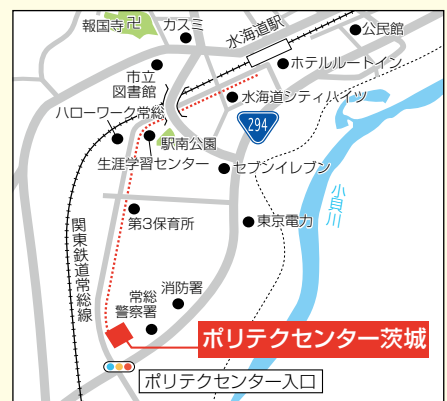 報国寺
カスミ
水海道駅
公民館
ホテルルートイン
市立
図書館
水海道シティハイツ
ハローワーク常総
294
駅南公園
生涯学習センター
セブンイレブン
小貝川
第3保育所
東京電力
関東鉄道常総線
消防署
常総
警察署
ポリテクセンター茨城
ポリテクセンター入口